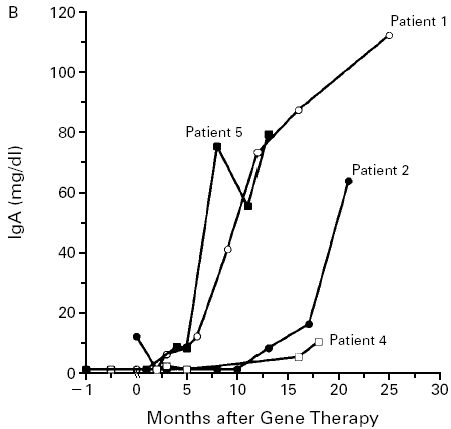 B
120
Patient 1
100
80
Patient 5
60
Patient 2
40
20
Patient 4
0
IgA (mg/dl)
−1 0 5 10 15 20 25 30
Months after Gene Therapy